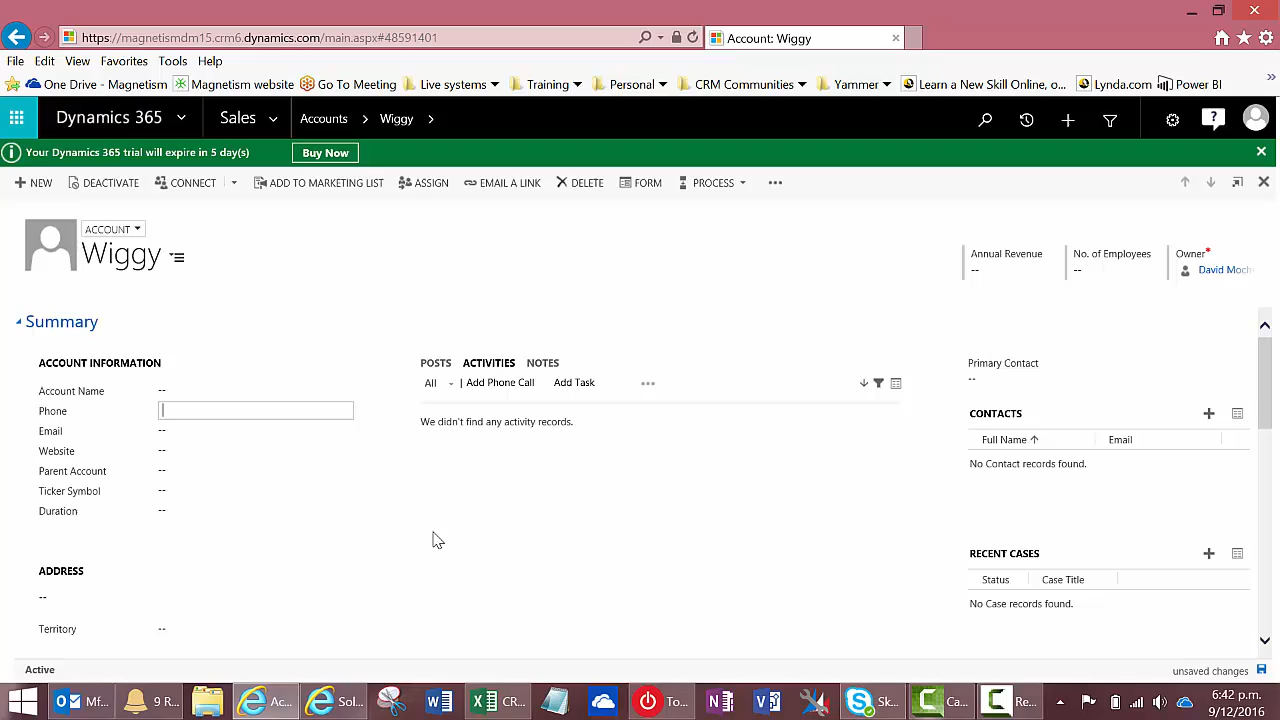 https://magnetismdm15.crm6.dynamics.com/main.aspx#48591401
Account: Wiggy
File Edit View Favorites Tools Help
One Drive - Magnetism Magnetism website Go To Meeting Live systems Training Personal CRM Communities Yammer Learn a New Skill Online, o... Lynda.com Power BI
Dynamics 365 Sales Accounts Wiggy
Your Dynamics 365 trial will expire in 5 day(s) Buy Now
NEW DEACTIVATE CONNECT ADD TO MARKETING LIST ASSIGN EMAIL A LINK DELETE FORM PROCESS
ACCOUNT
Wiggy
Annual Revenue
--
No. of Employees
--
Owner*
David Moch
Summary
ACCOUNT INFORMATION
Account Name --
Phone
Email --
Website --
Parent Account --
Ticker Symbol --
Duration --
ADDRESS
--
Territory --
POSTS ACTIVITIES NOTES
All | Add Phone Call Add Task
We didn't find any activity records.
Primary Contact
--
CONTACTS
Full Name Email
No Contact records found.
RECENT CASES
Status Case Title
No Case records found.
Active
unsaved changes
Mf... 9 R Ac... Sol... CR... To... Sk... Ca... Re...
6:42 p.m.
9/12/2016